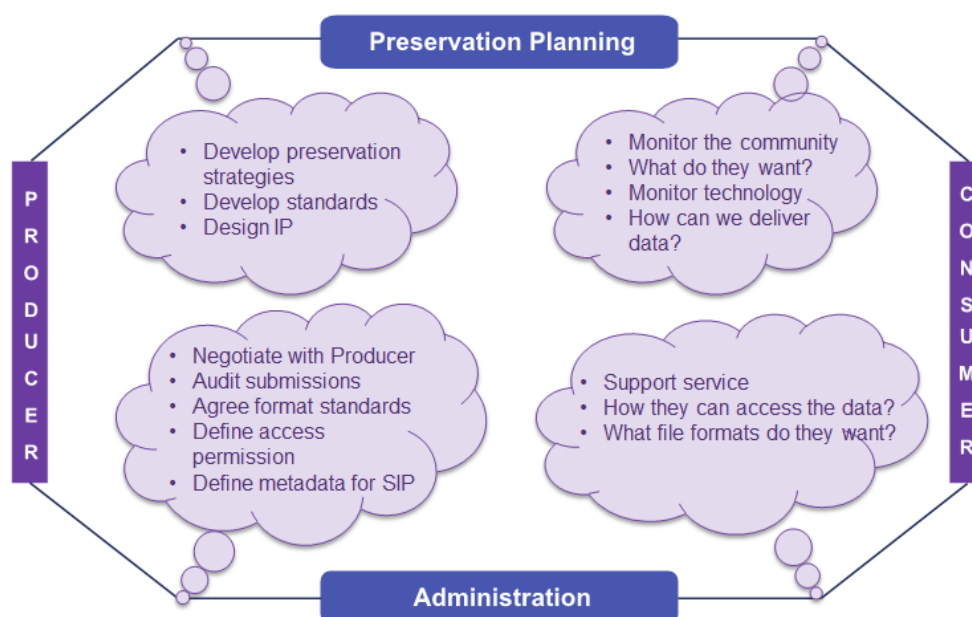 Preservation Planning
• Develop preservation
strategies
• Develop standards
• Design IP
• Monitor the community
• What do they want?
• Monitor technology
• How can we deliver
data?
PRODUCER
CONSUMER
• Negotiate with Producer
• Audit submissions
• Agree format standards
• Define access
permission
• Define metadata for SIP
• Support service
• How they can access the data?
• What file formats do they want?
Administration